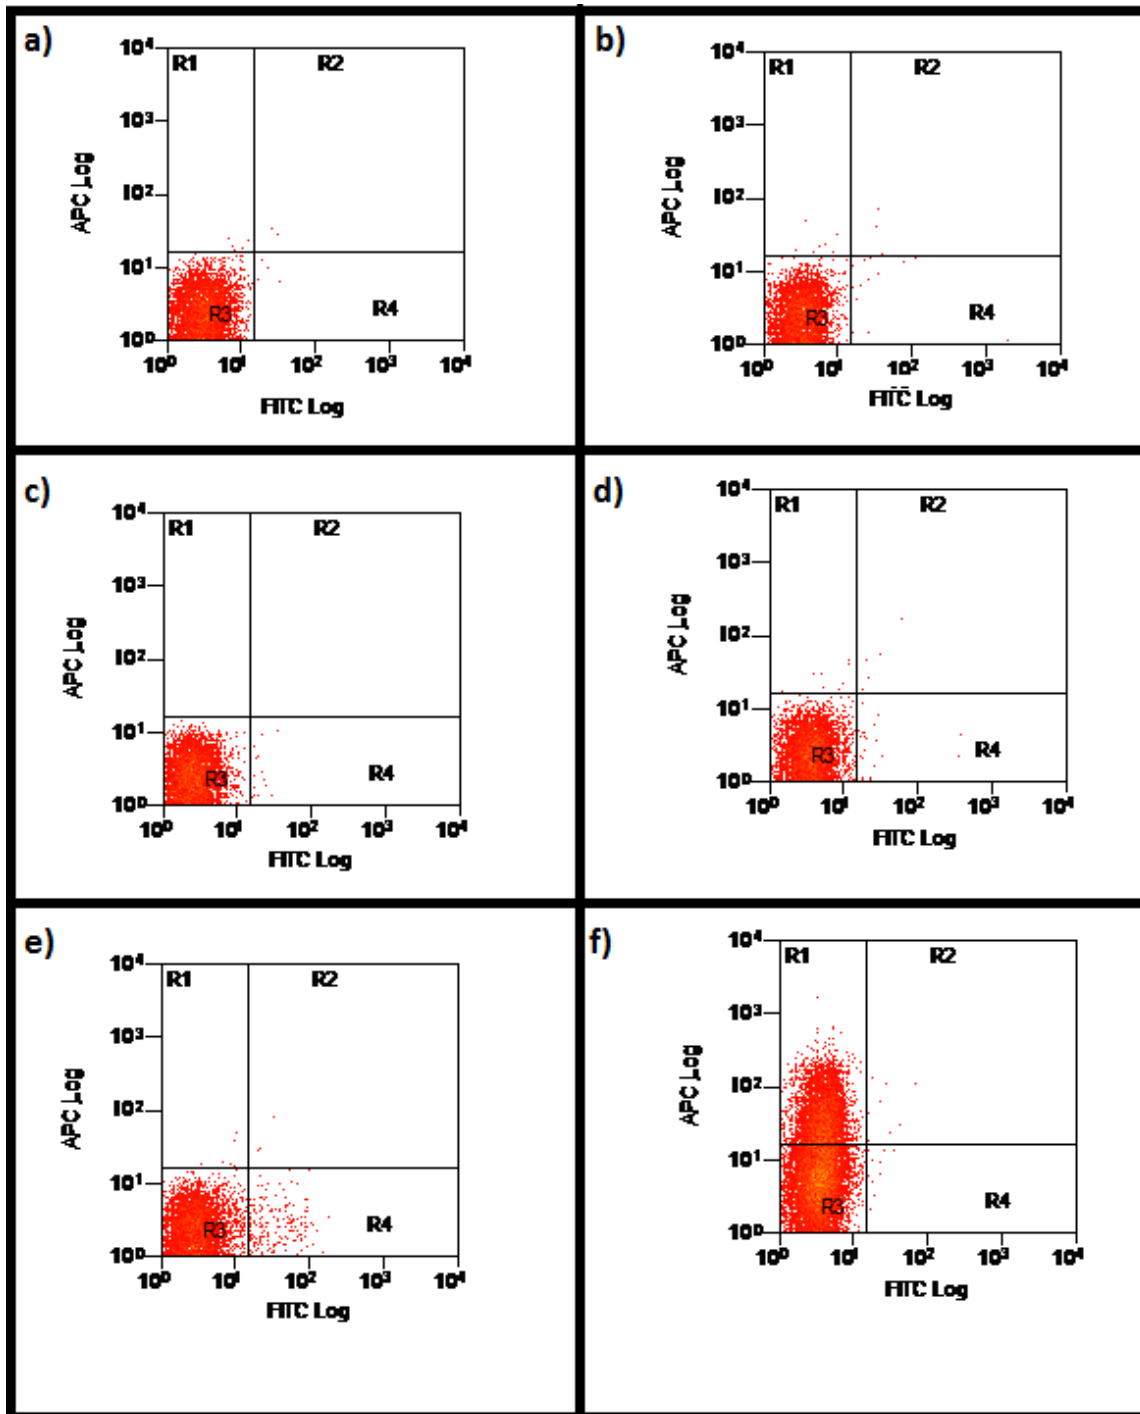 a)
10⁴
R1 R2
10³
APC Log
10²
10¹
R3 R4
10⁰
10⁰ 10¹ 10² 10³ 10⁴
FITC Log
b)
10⁴
R1 R2
10³
APC Log
10²
10¹
R3 R4
10⁰
10⁰ 10¹ 10² 10³ 10⁴
FITC Log
c)
10⁴
R1 R2
10³
APC Log
10²
10¹
R3 R4
10⁰
10⁰ 10¹ 10² 10³ 10⁴
FITC Log
d)
10⁴
R1 R2
10³
APC Log
10²
10¹
R3 R4
10⁰
10⁰ 10¹ 10² 10³ 10⁴
FITC Log
e)
10⁴
R1 R2
10³
APC Log
10²
10¹
R3 R4
10⁰
10⁰ 10¹ 10² 10³ 10⁴
FITC Log
f)
10⁴
R1 R2
10³
APC Log
10²
10¹
R3 R4
10⁰
10⁰ 10¹ 10² 10³ 10⁴
FITC Log